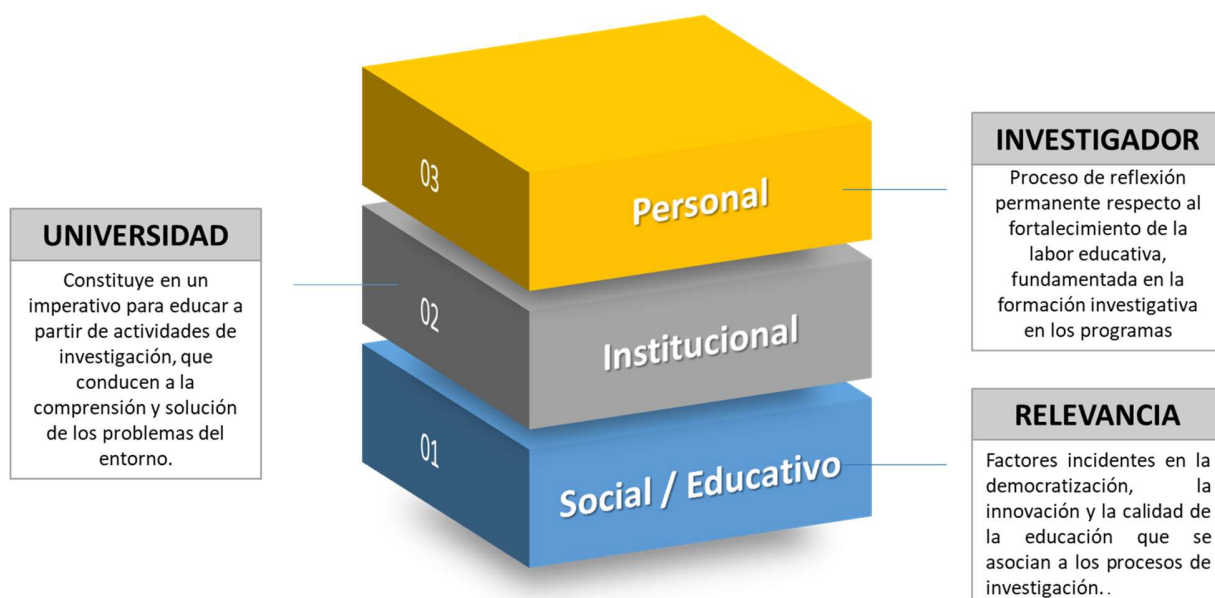 UNIVERSIDAD
Constituye en un
imperativo para educar a
partir de actividades de
investigación, que
conducen a la
comprensión y solución
de los problemas del
entorno.
03
Personal
02
Institucional
01
Social / Educativo
INVESTIGADOR
Proceso de reflexión
permanente respecto al
fortalecimiento de la
labor educativa,
fundamentada en la
formación investigativa
en los programas
RELEVANCIA
Factores incidentes en la
democratización, la
innovación y la calidad de
la educación que se
asocian a los procesos de
investigación. .